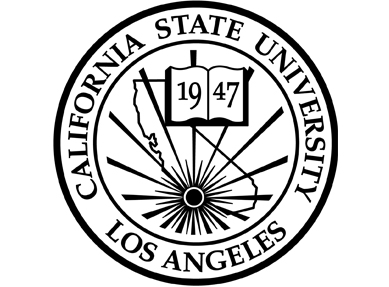 CALIFORNIA STATE UNIVERSITY
19 47
LOS ANGELES